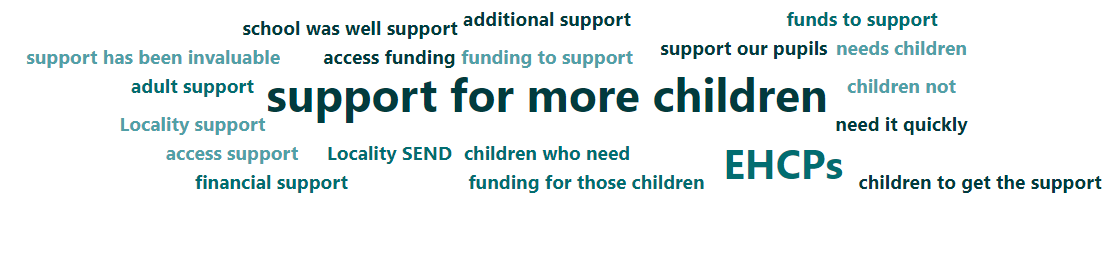 school was well support additional support funds to support
support has been invaluable access funding funding to support support our pupils needs children
adult support support for more children children not
Locality support need it quickly
access support Locality SEND children who need EHCPs
financial support funding for those children children to get the support